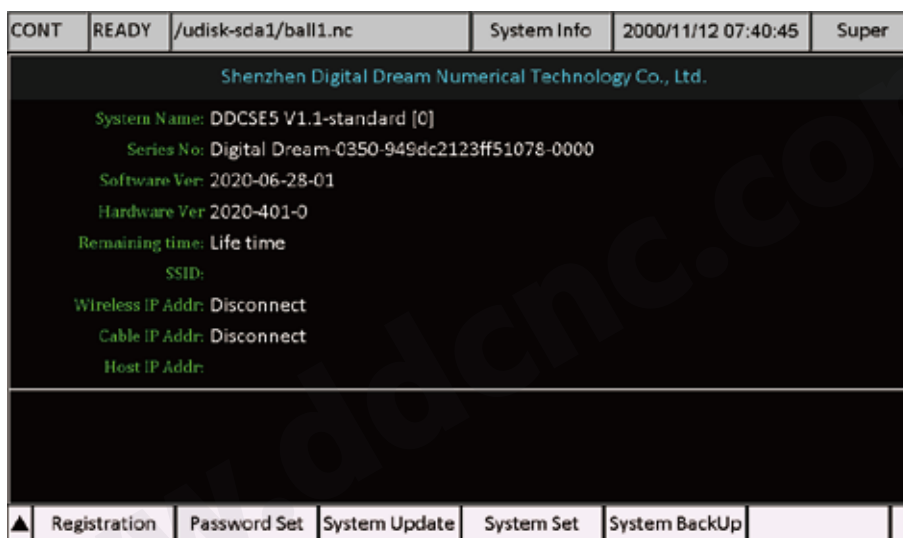 CONT READY /udisk-sda1/ball1.nc System Info 2000/11/12 07:40:45 Super
Shenzhen Digital Dream Numerical Technology Co., Ltd.
System Name: DDCSE5 V1.1-standard [0]
Series No: Digital Dream-0350-949dc2123ff51078-0000
Software Ver: 2020-06-28-01
Hardware Ver 2020-401-0
Remaining time: Life time
SSID:
Wireless IP Addr: Disconnect
Cable IP Addr: Disconnect
Host IP Addr:
▲ Registration Password Set System Update System Set System BackUp
www.ddcnc.com